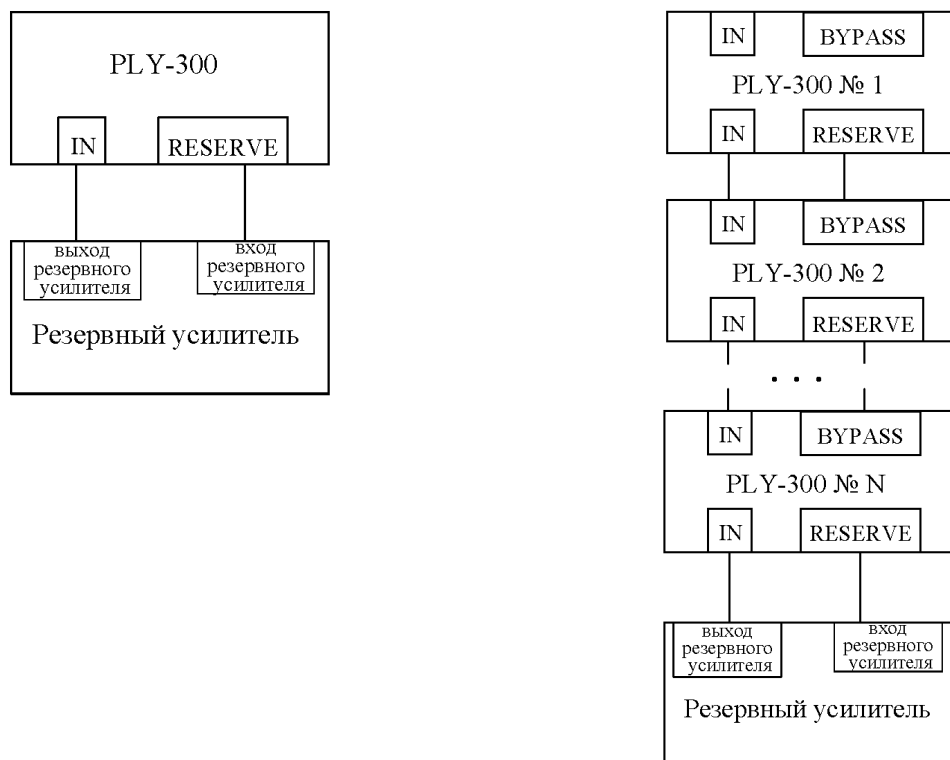 PLY-300
IN
RESERVE
выход
резервного
усилителя
вход
резервного
усилителя
Резервный усилитель
IN
BYPASS
PLY-300 № 1
IN
RESERVE
IN
BYPASS
PLY-300 № 2
IN
RESERVE
. . .
IN
BYPASS
PLY-300 № N
IN
RESERVE
выход
резервного
усилителя
вход
резервного
усилителя
Резервный усилитель